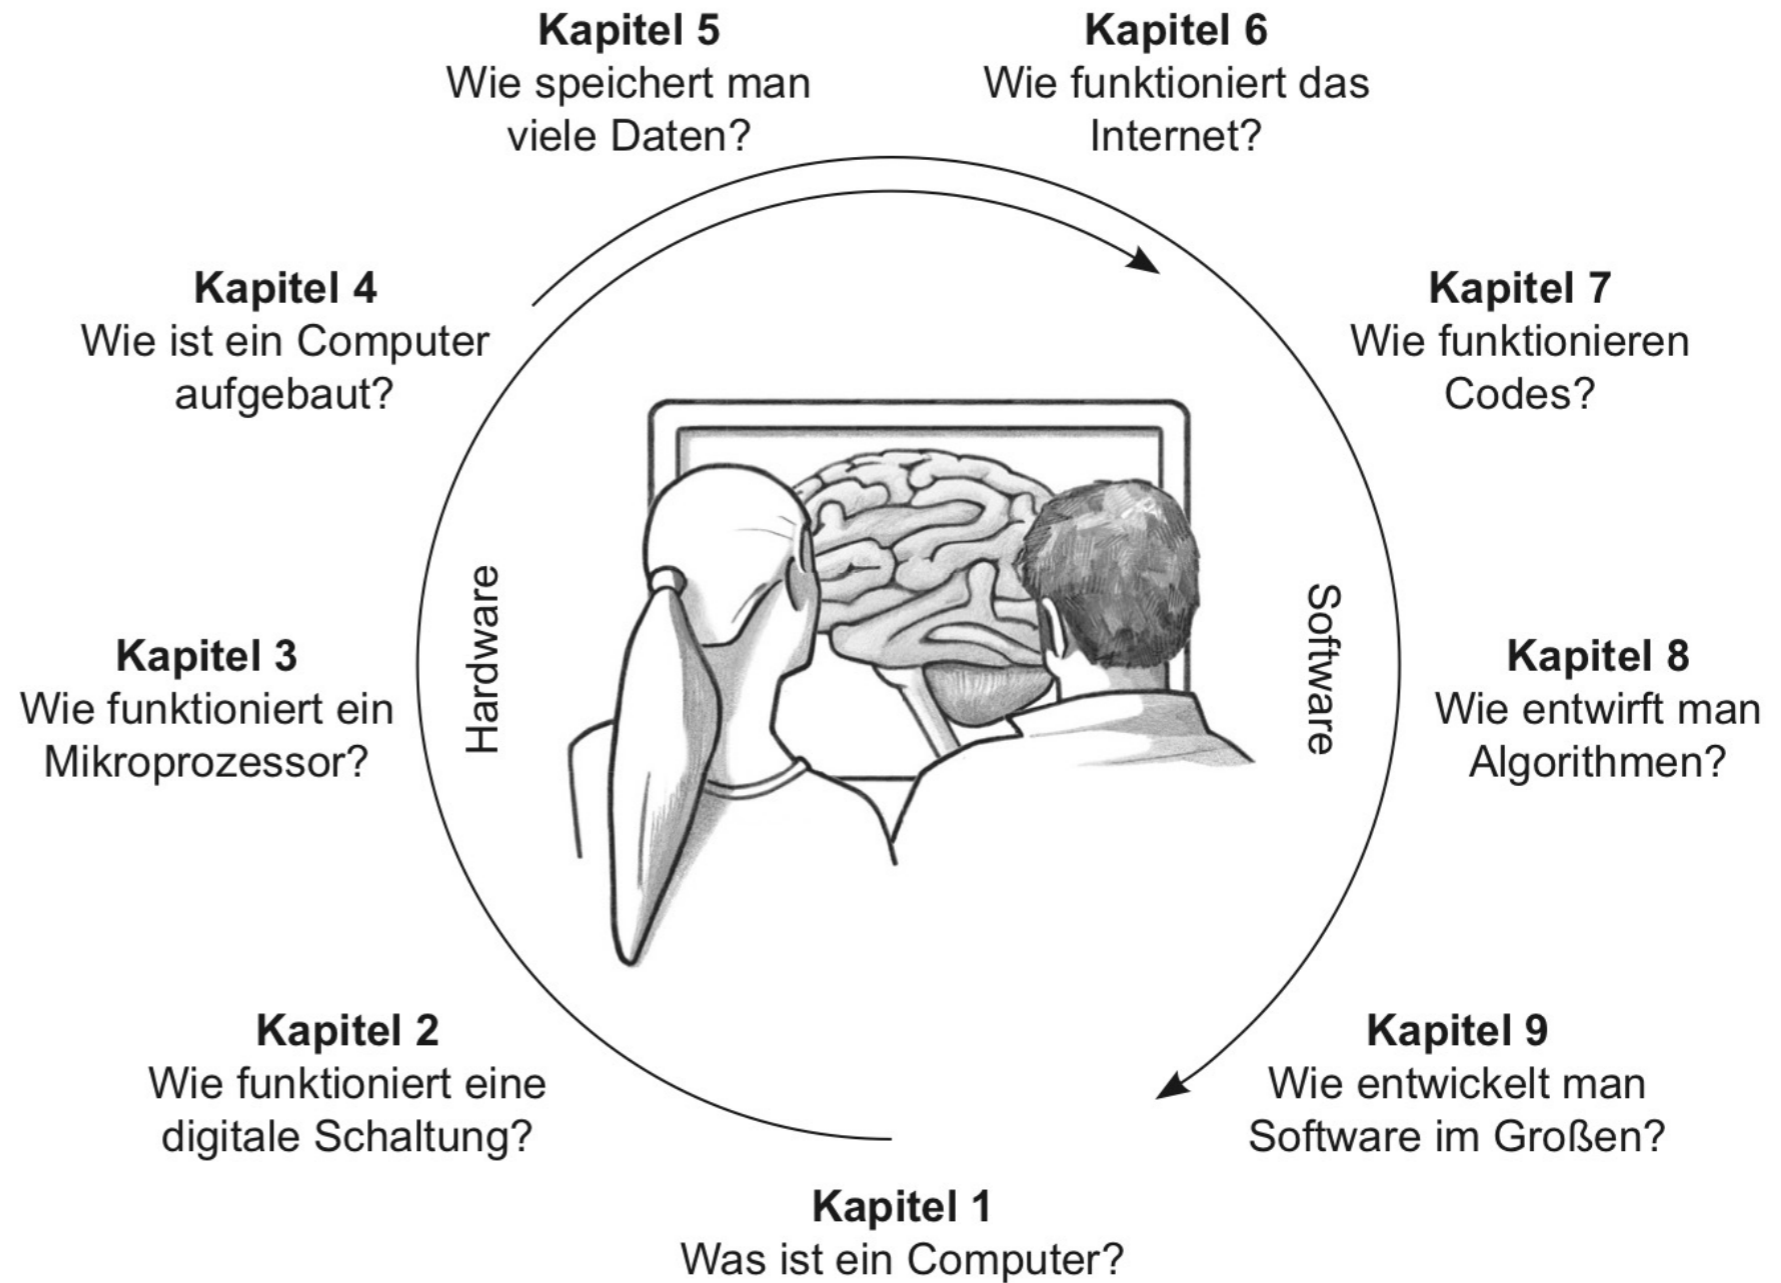 Kapitel 5
Wie speichert man
viele Daten?
Kapitel 6
Wie funktioniert das
Internet?
Kapitel 4
Wie ist ein Computer
aufgebaut?
Kapitel 7
Wie funktionieren
Codes?
Kapitel 3
Wie funktioniert ein
Mikroprozessor?
Hardware
Software
Kapitel 8
Wie entwirft man
Algorithmen?
Kapitel 2
Wie funktioniert eine
digitale Schaltung?
Kapitel 9
Wie entwickelt man
Software im Großen?
Kapitel 1
Was ist ein Computer?